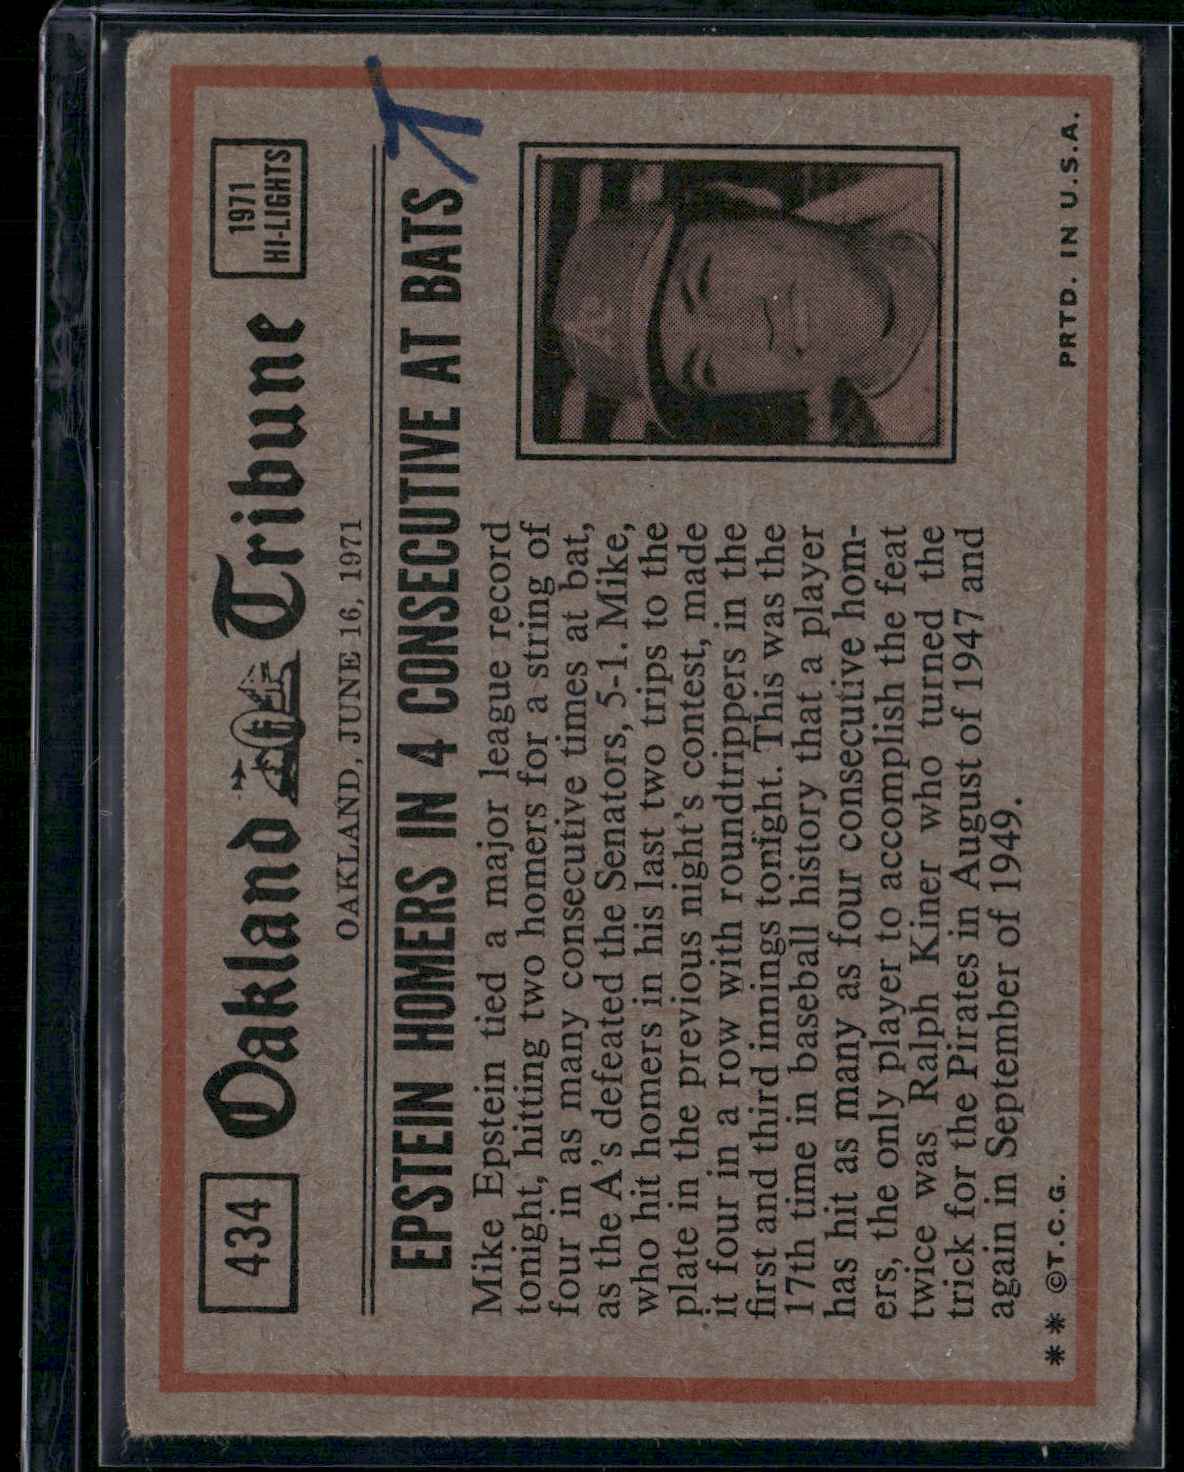 434
Oakland Tribune
1971
HI-LIGHTS
OAKLAND, JUNE 16, 1971
EPSTEIN HOMERS IN 4 CONSECUTIVE AT BATS
Mike Epstein tied a major league record
tonight, hitting two homers for a string of
four in as many consecutive times at bat,
as the A's defeated the Senators, 5-1. Mike,
who hit homers in his last two trips to the
plate in the previous night's contest, made
it four in a row with roundtrippers in the
first and third innings tonight. This was the
17th time in baseball history that a player
has hit as many as four consecutive hom-
ers, the only player to accomplish the feat
twice was Ralph Kiner who turned the
trick for the Pirates in August of 1947 and
again in September of 1949.
A's
** ©T.C.G.
PRTD. IN U.S.A.